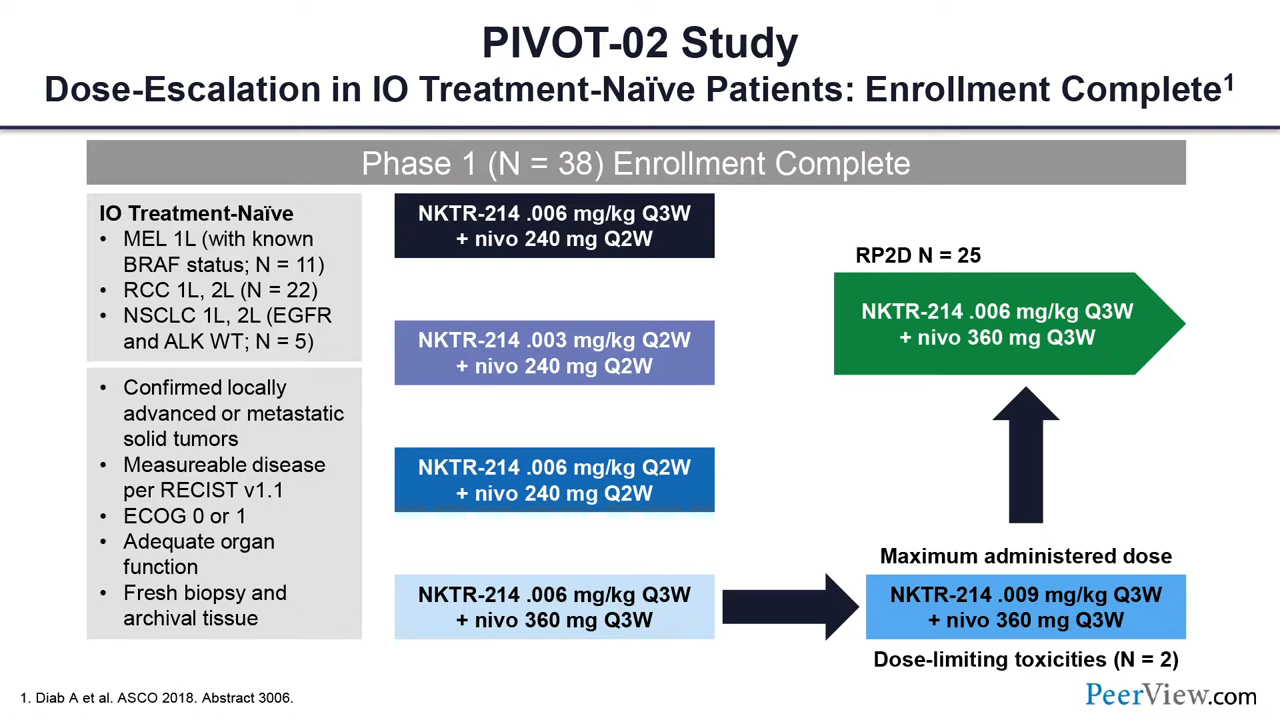 PIVOT-02 Study
Dose-Escalation in IO Treatment-Naïve Patients: Enrollment Complete1
Phase 1 (N = 38) Enrollment Complete
IO Treatment-Naïve
• MEL 1L (with known
BRAF status; N = 11)
• RCC 1L, 2L (N = 22)
• NSCLC 1L, 2L (EGFR
and ALK WT; N = 5)
• Confirmed locally
advanced or metastatic
solid tumors
• Measureable disease
per RECIST v1.1
• ECOG 0 or 1
• Adequate organ
function
• Fresh biopsy and
archival tissue
NKTR-214 .006 mg/kg Q3W
+ nivo 240 mg Q2W
NKTR-214 .003 mg/kg Q2W
+ nivo 240 mg Q2W
NKTR-214 .006 mg/kg Q2W
+ nivo 240 mg Q2W
NKTR-214 .006 mg/kg Q3W
+ nivo 360 mg Q3W
RP2D N = 25
NKTR-214 .006 mg/kg Q3W
+ nivo 360 mg Q3W
Maximum administered dose
NKTR-214 .009 mg/kg Q3W
+ nivo 360 mg Q3W
Dose-limiting toxicities (N = 2)
1. Diab A et al. ASCO 2018. Abstract 3006.
PeerView.com